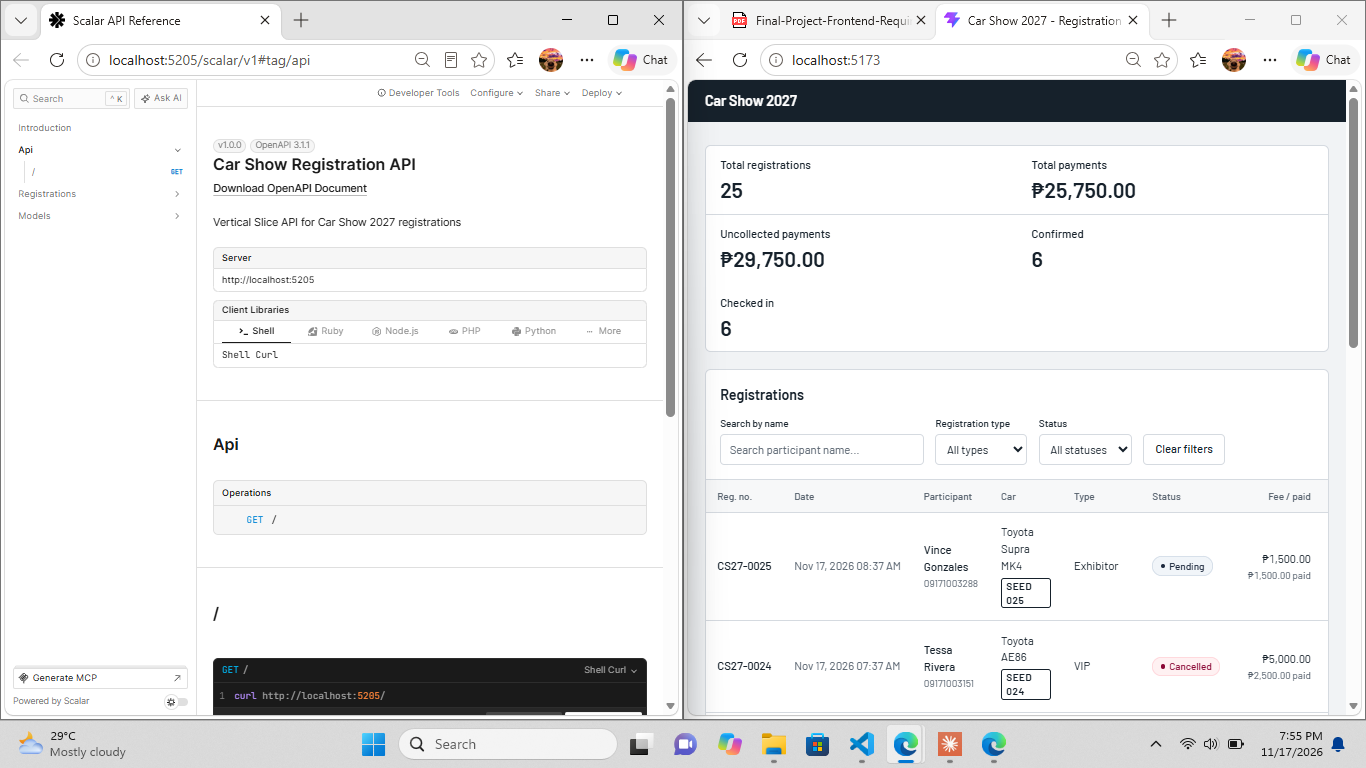 Scalar API Reference
localhost:5205/scalar/v1#tag/api
Chat
Search
^ K
Ask AI
Introduction
Api
/
GET
Registrations
Models
Generate MCP
Powered by Scalar
Developer Tools
Configure
Share
Deploy
v1.0.0
OpenAPI 3.1.1
Car Show Registration API
Download OpenAPI Document
Vertical Slice API for Car Show 2027 registrations
Server
http://localhost:5205
Client Libraries
Shell
Ruby
Node.js
PHP
Python
More
Shell Curl
Api
Operations
GET /
/
GET /
Shell Curl
1 curl http://localhost:5205/
Final-Project-Frontend-Requi
Car Show 2027 - Registration
localhost:5173
Chat
Car Show 2027
Total registrations
25
Total payments
₱25,750.00
Uncollected payments
₱29,750.00
Confirmed
6
Checked in
6
Registrations
Search by name
Registration type
Status
Search participant name...
All types
All statuses
Clear filters
Reg. no.
Date
Participant
Car
Type
Status
Fee / paid
CS27-0025
Nov 17, 2026 08:37 AM
Vince
Gonzales
09171003288
Toyota
Supra
MK4
SEED
025
Exhibitor
Pending
₱1,500.00
₱1,500.00 paid
CS27-0024
Nov 17, 2026 07:37 AM
Tessa
Rivera
09171003151
Toyota
AE86
SEED
024
VIP
Cancelled
₱5,000.00
₱2,500.00 paid
29°C
Mostly cloudy
Search
7:55 PM
11/17/2026